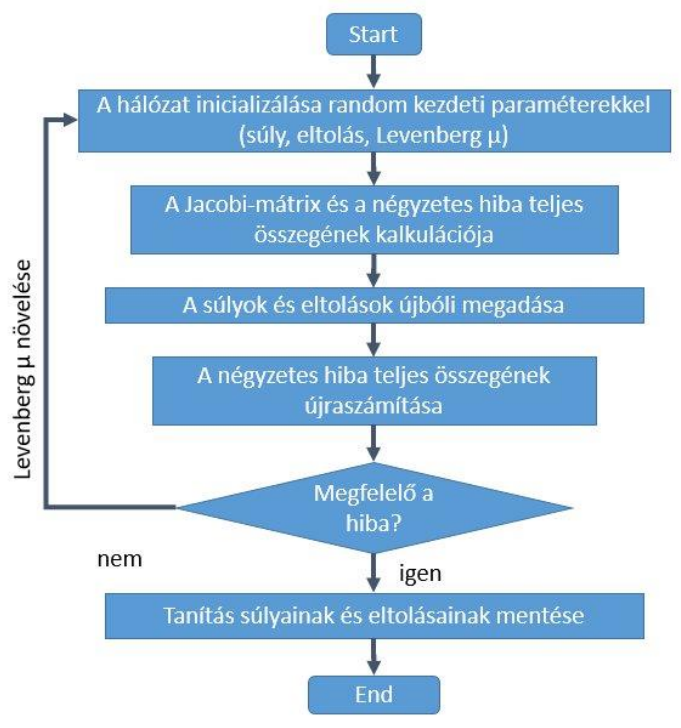 Start
A hálózat inicializálása random kezdeti paraméterekkel
(súly, eltolás, Levenberg µ)
A Jacobi-mátrix és a négyzetes hiba teljes
összegének kalkulációja
A súlyok és eltolások újbóli megadása
A négyzetes hiba teljes összegének
újraszámítása
Levenberg µ növelése
Megfelelő a
hiba?
nem
igen
Tanítás súlyainak és eltolásainak mentése
End